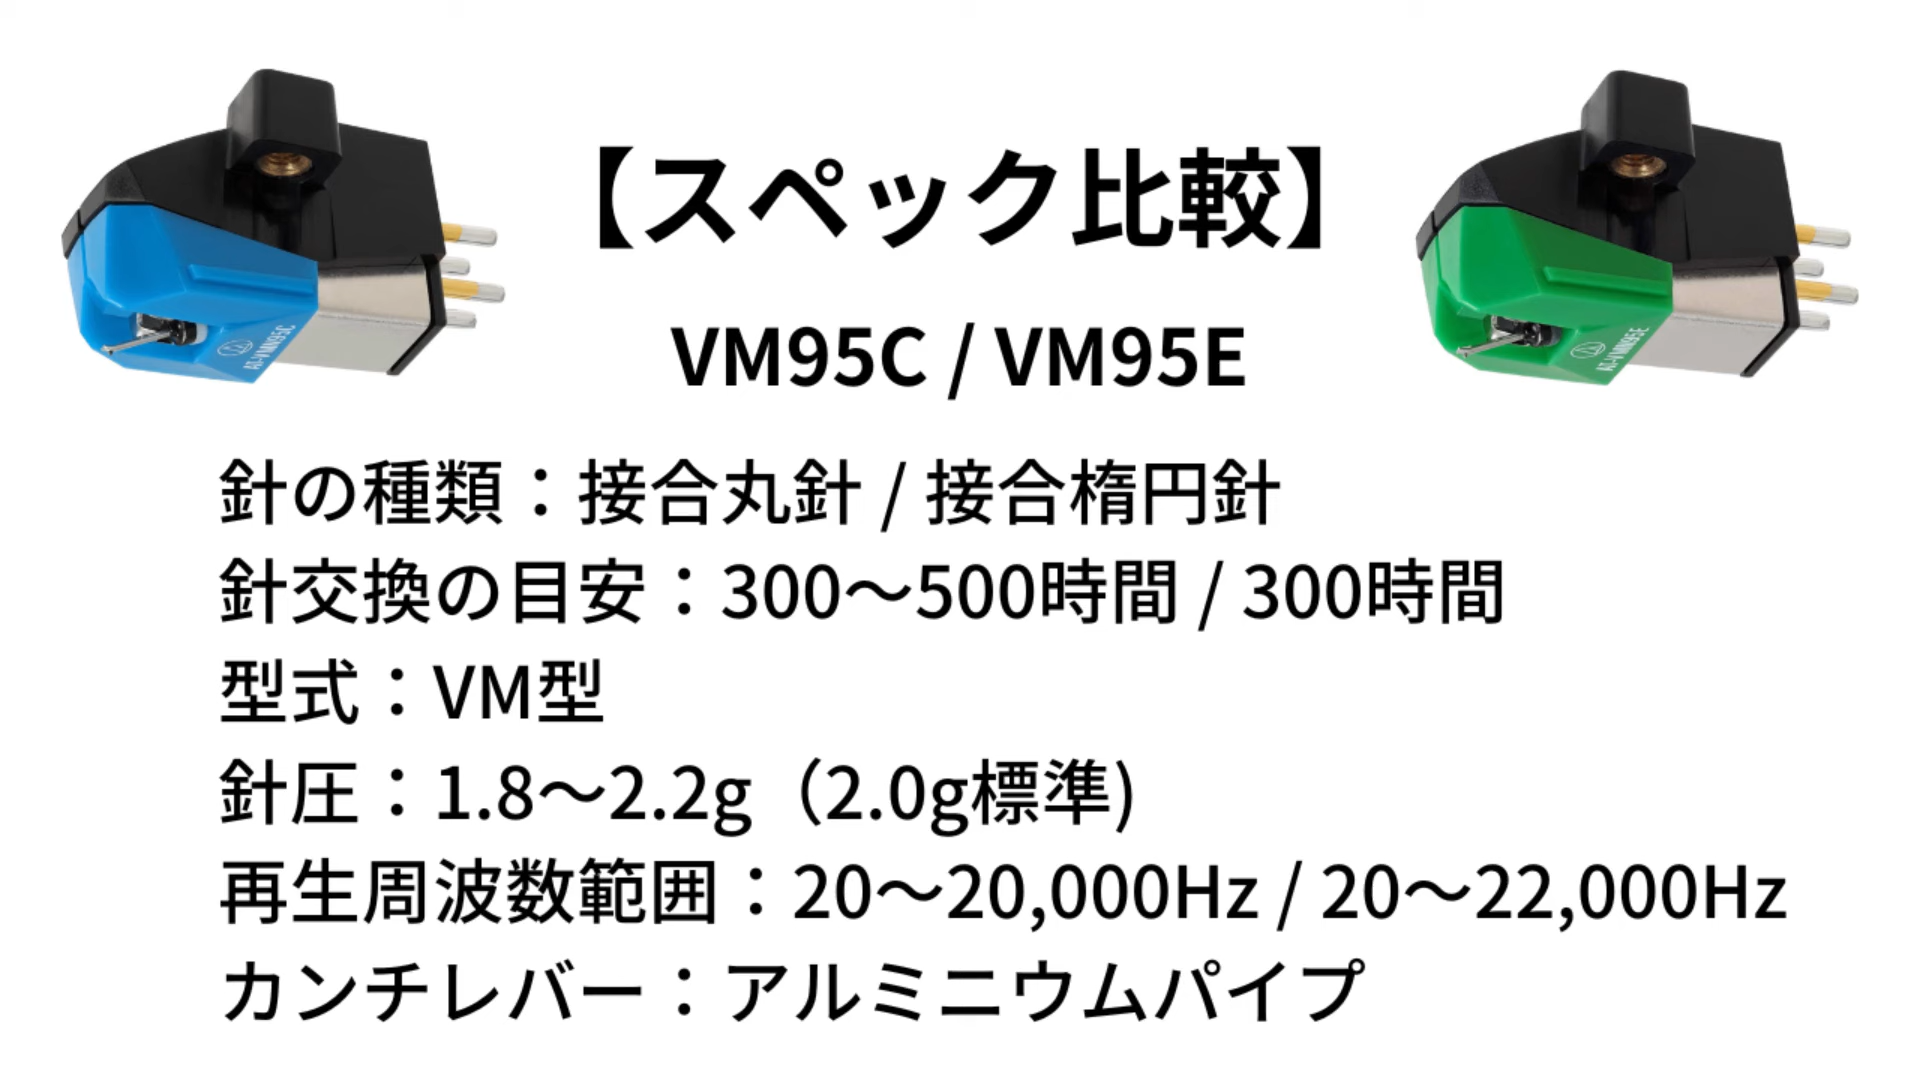 【スペック比較】
VM95C / VM95E
針の種類：接合丸針 / 接合楕円針
針交換の目安：300〜500時間 / 300時間
型式：VM型
針圧：1.8〜2.2g（2.0g標準)
再生周波数範囲：20〜20,000Hz / 20〜22,000Hz
カンチレバー：アルミニウムパイプ
AT-VMN95C
AT-VMN95E